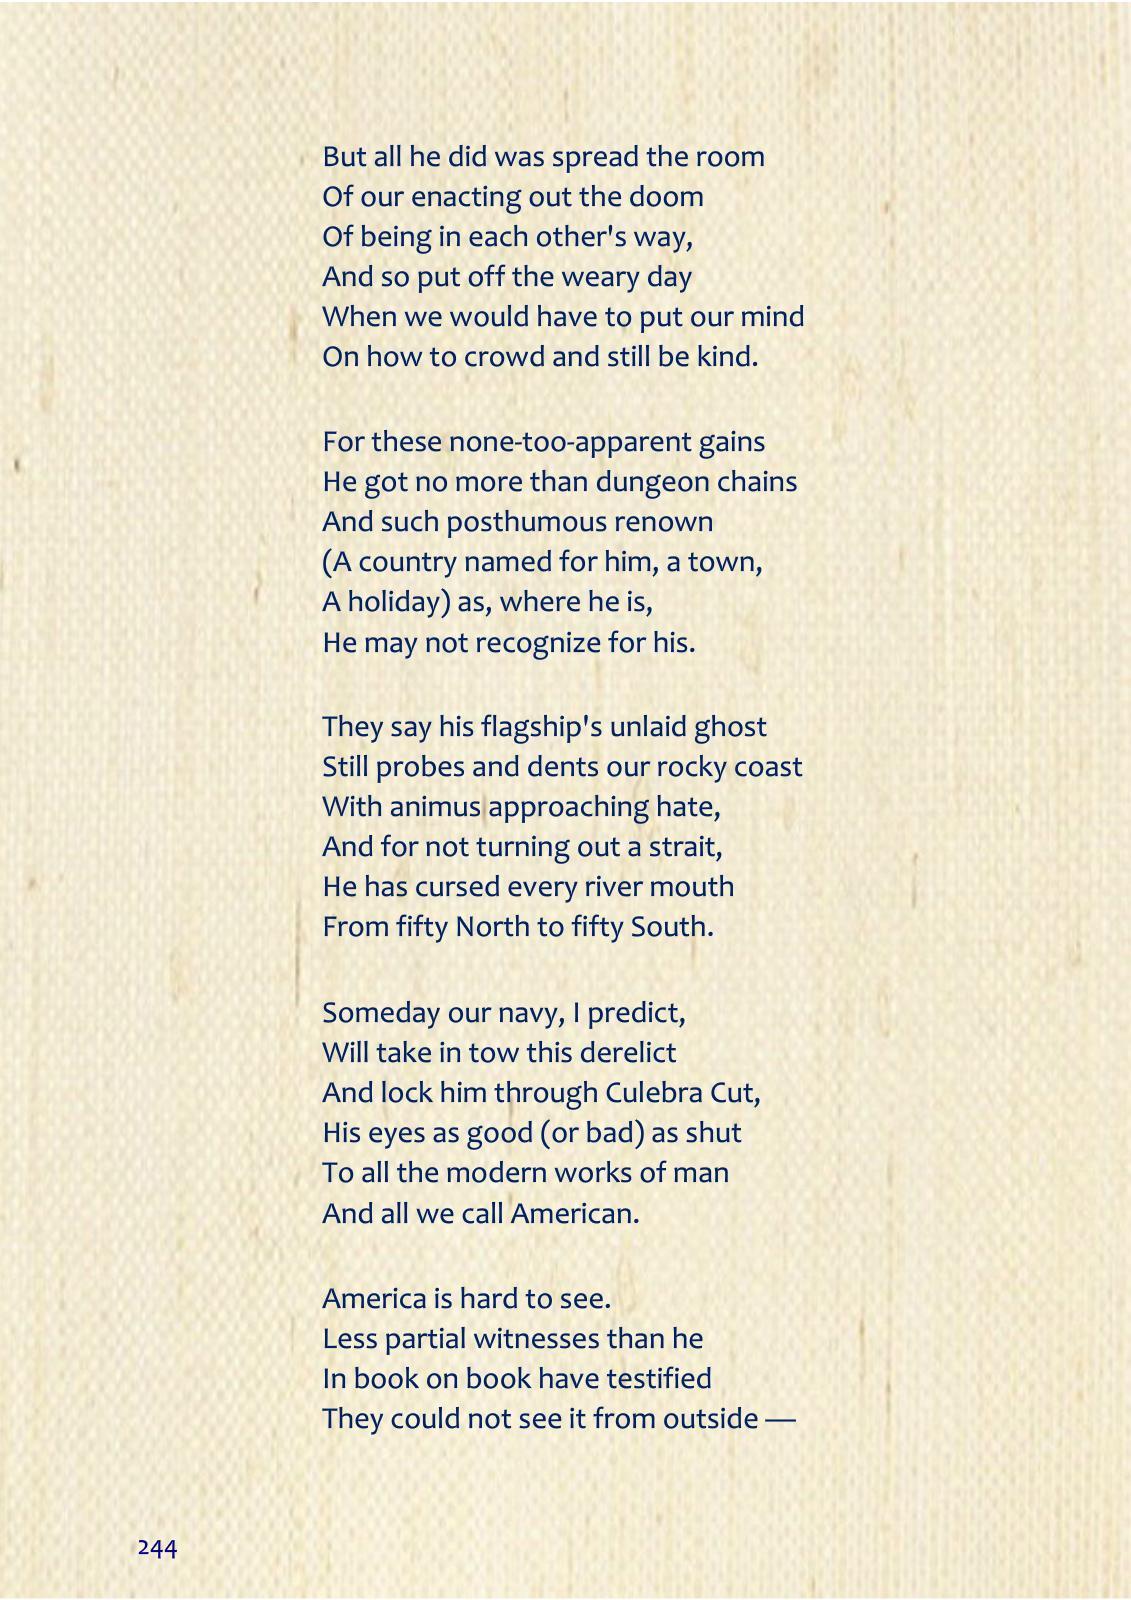 But all he did was spread the room
Of our enacting out the doom
Of being in each other's way,
And so put off the weary day
When we would have to put our mind
On how to crowd and still be kind.
For these none-too-apparent gains
He got no more than dungeon chains
And such posthumous renown
(A country named for him, a town,
A holiday) as, where he is,
He may not recognize for his.
They say his flagship's unlaid ghost
Still probes and dents our rocky coast
With animus approaching hate,
And for not turning out a strait,
He has cursed every river mouth
From fifty North to fifty South.
Someday our navy, I predict,
Will take in tow this derelict
And lock him through Culebra Cut,
His eyes as good (or bad) as shut
To all the modern works of man
And all we call American.
America is hard to see.
Less partial witnesses than he
In book on book have testified
They could not see it from outside —
244